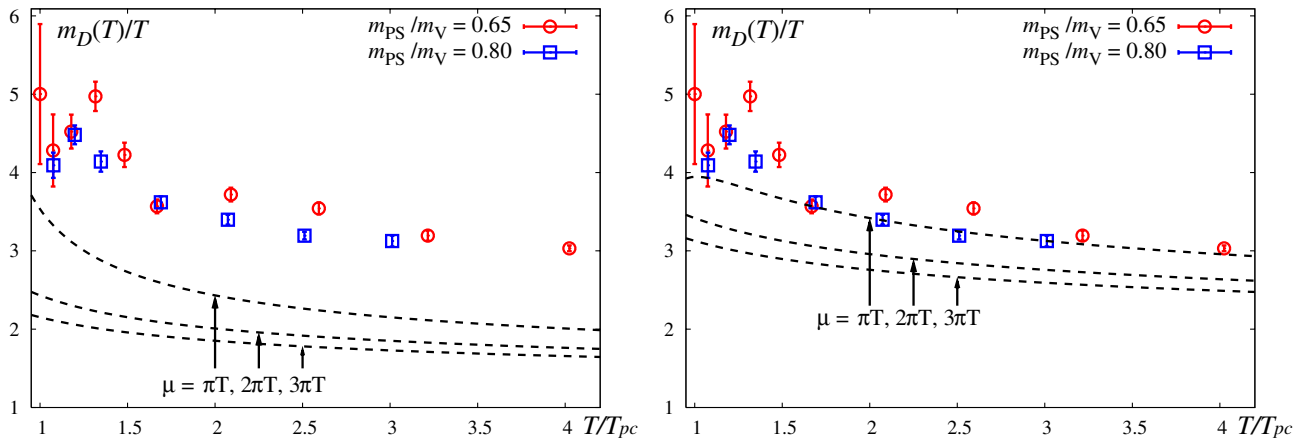 6
5
4
3
2
1
m_D(T)/T
m_PS/m_V = 0.65
m_PS/m_V = 0.80
μ = πT, 2πT, 3πT
1 1.5 2 2.5 3 3.5 4 T/T_pc
6
5
4
3
2
1
m_D(T)/T
m_PS/m_V = 0.65
m_PS/m_V = 0.80
μ = πT, 2πT, 3πT
1 1.5 2 2.5 3 3.5 4 T/T_pc